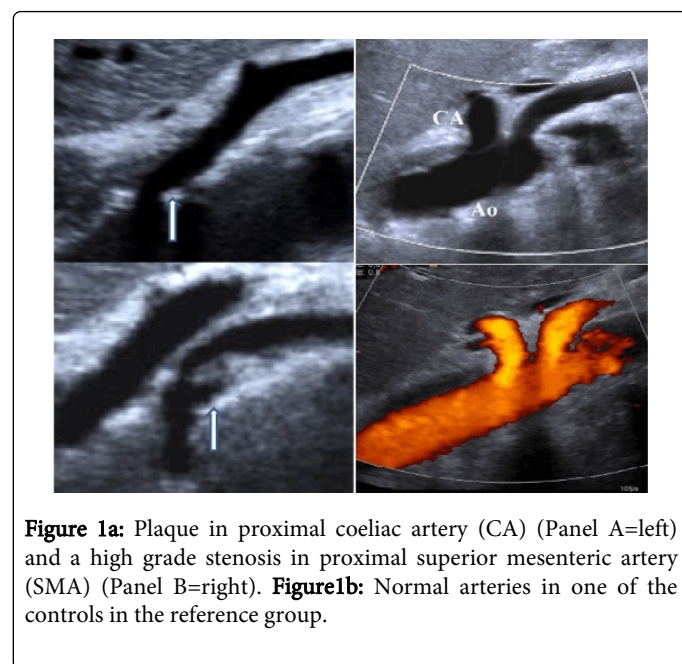 CA
Ao
10fps
Figure 1a: Plaque in proximal coeliac artery (CA) (Panel A=left)
and a high grade stenosis in proximal superior mesenteric artery
(SMA) (Panel B=right). Figure1b: Normal arteries in one of the
controls in the reference group.